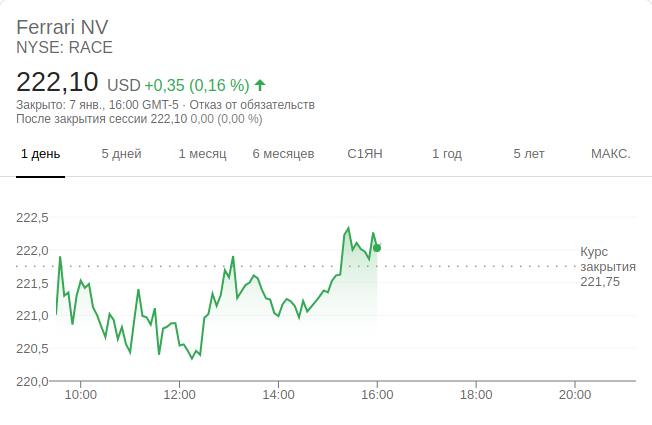 Ferrari NV
NYSE: RACE
222,10 USD +0,35 (0,16 %)
Закрыто: 7 янв., 16:00 GMT-5 · Отказ от обязательств
После закрытия сессии 222,10 0,00 (0,00 %)
1 день 5 дней 1 месяц 6 месяцев С1ЯН 1 год 5 лет МАКС.
222,5
222,0
221,5
221,0
220,5
220,0
Курс
закрытия
221,75
10:00 12:00 14:00 16:00 18:00 20:00